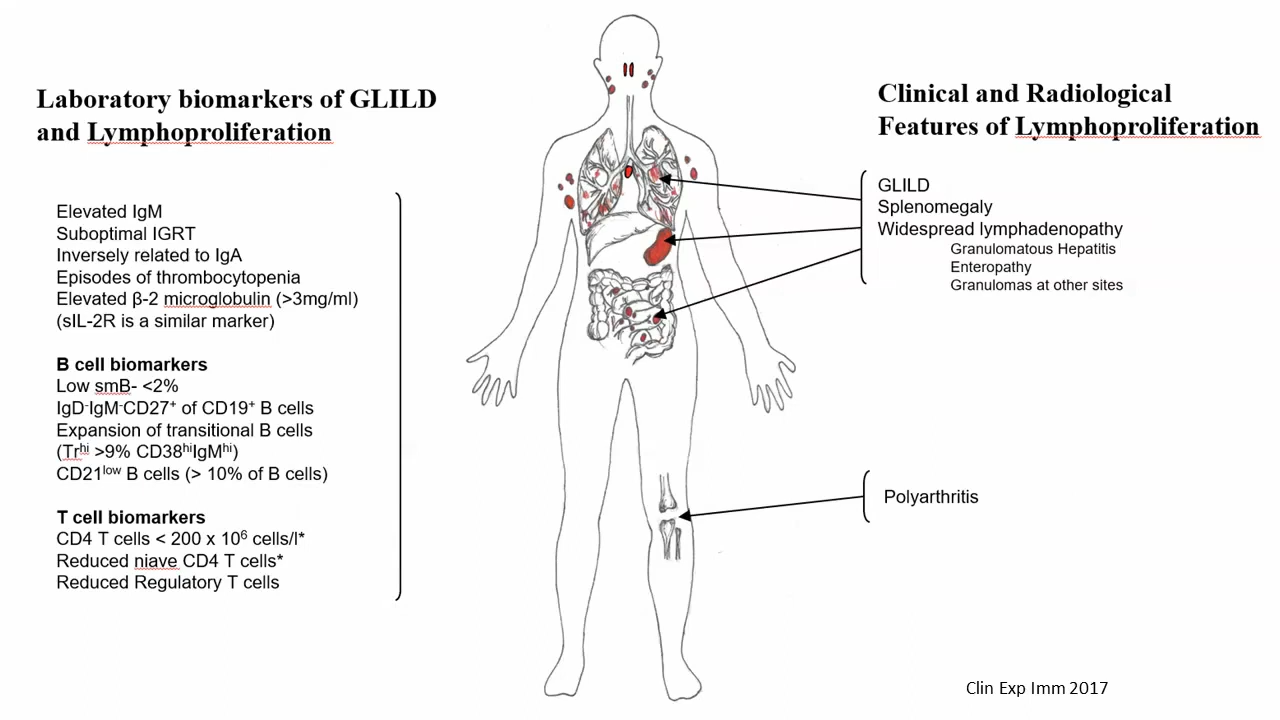 Laboratory biomarkers of GLILD
and Lymphoproliferation
Elevated IgM
Suboptimal IGRT
Inversely related to IgA
Episodes of thrombocytopenia
Elevated β-2 microglobulin (>3mg/ml)
(sIL-2R is a similar marker)
B cell biomarkers
Low smB- <2%
IgD⁻IgM⁻CD27⁺ of CD19⁺ B cells
Expansion of transitional B cells
(Trʰⁱ >9% CD38ʰⁱIgMʰⁱ)
CD21ˡᵒʷ B cells (> 10% of B cells)
T cell biomarkers
CD4 T cells < 200 x 10⁶ cells/l*
Reduced niave CD4 T cells*
Reduced Regulatory T cells
Clinical and Radiological
Features of Lymphoproliferation
GLILD
Splenomegaly
Widespread lymphadenopathy
Granulomatous Hepatitis
Enteropathy
Granulomas at other sites
Polyarthritis
Clin Exp Imm 2017